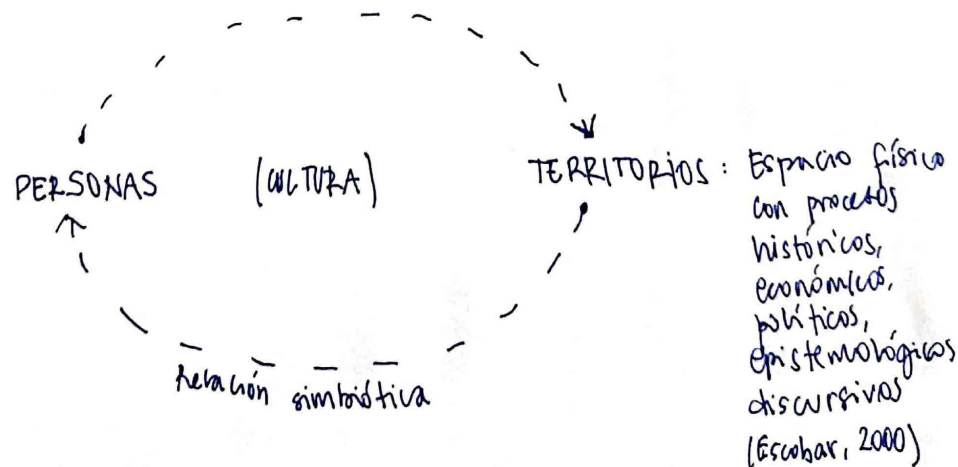 PERSONAS
(CULTURA)
TERRITORIOS: Espacio físico
con procesos
históricos,
económicos,
políticos,
epistemológicos
discursivos
(Escobar, 2000)
Relación simbiótica